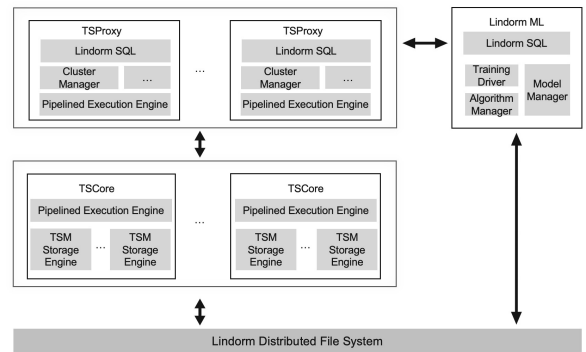 TSProxy
Lindorm SQL
Cluster
Manager
...
Pipelined Execution Engine
...
TSProxy
Lindorm SQL
Cluster
Manager
...
Pipelined Execution Engine
Lindorm ML
Lindorm SQL
Training
Driver
Algorithm
Manager
Model
Manager
TSCore
Pipelined Execution Engine
TSM
Storage
Engine
...
TSM
Storage
Engine
...
TSCore
Pipelined Execution Engine
TSM
Storage
Engine
...
TSM
Storage
Engine
Lindorm Distributed File System